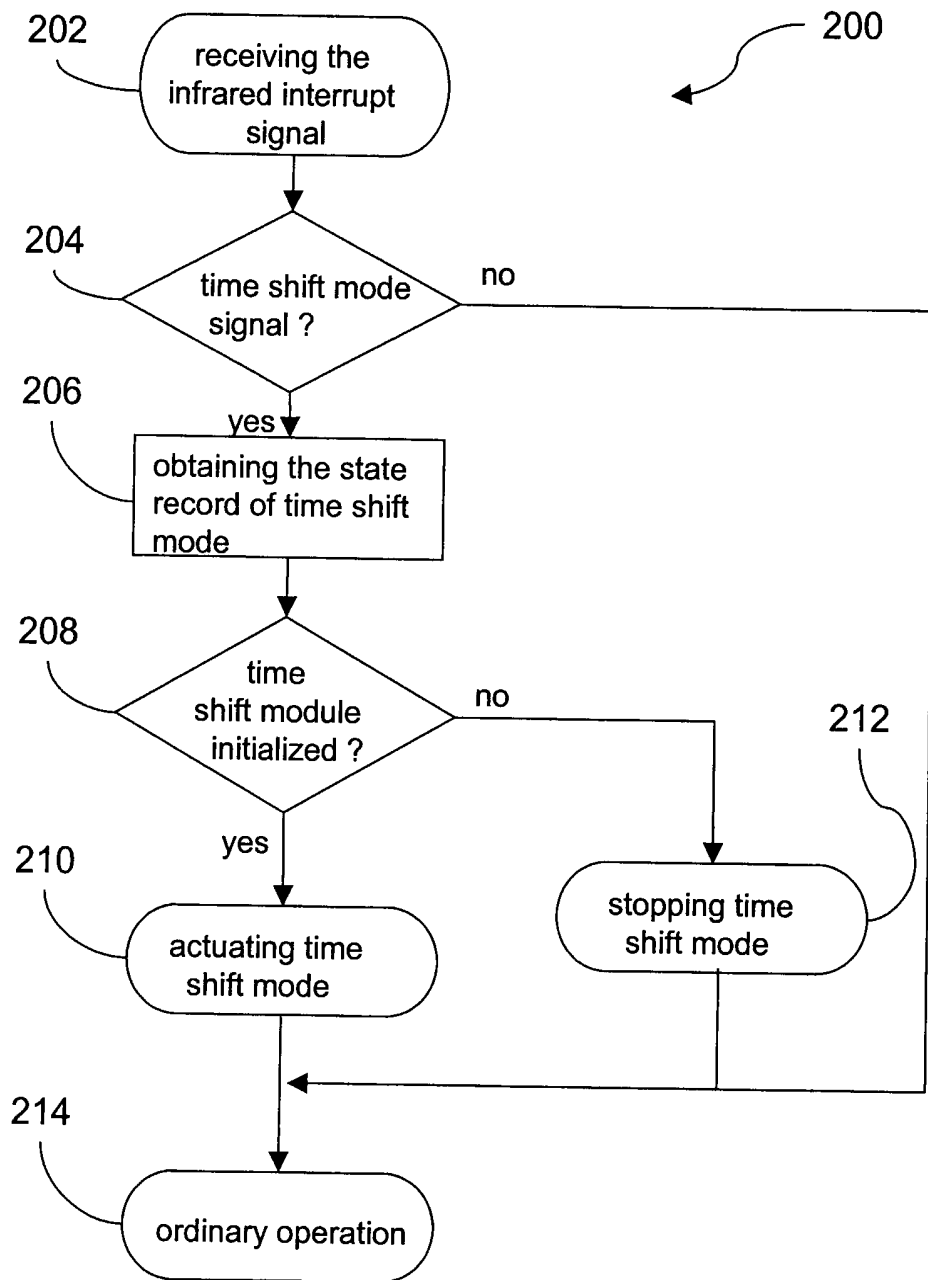 202
200
receiving the
infrared interrupt
signal
204
time shift mode
signal ?
no
206
yes
obtaining the state
record of time shift
mode
208
time
shift module
initialized ?
no
212
yes
210
actuating time
shift mode
stopping time
shift mode
214
ordinary operation